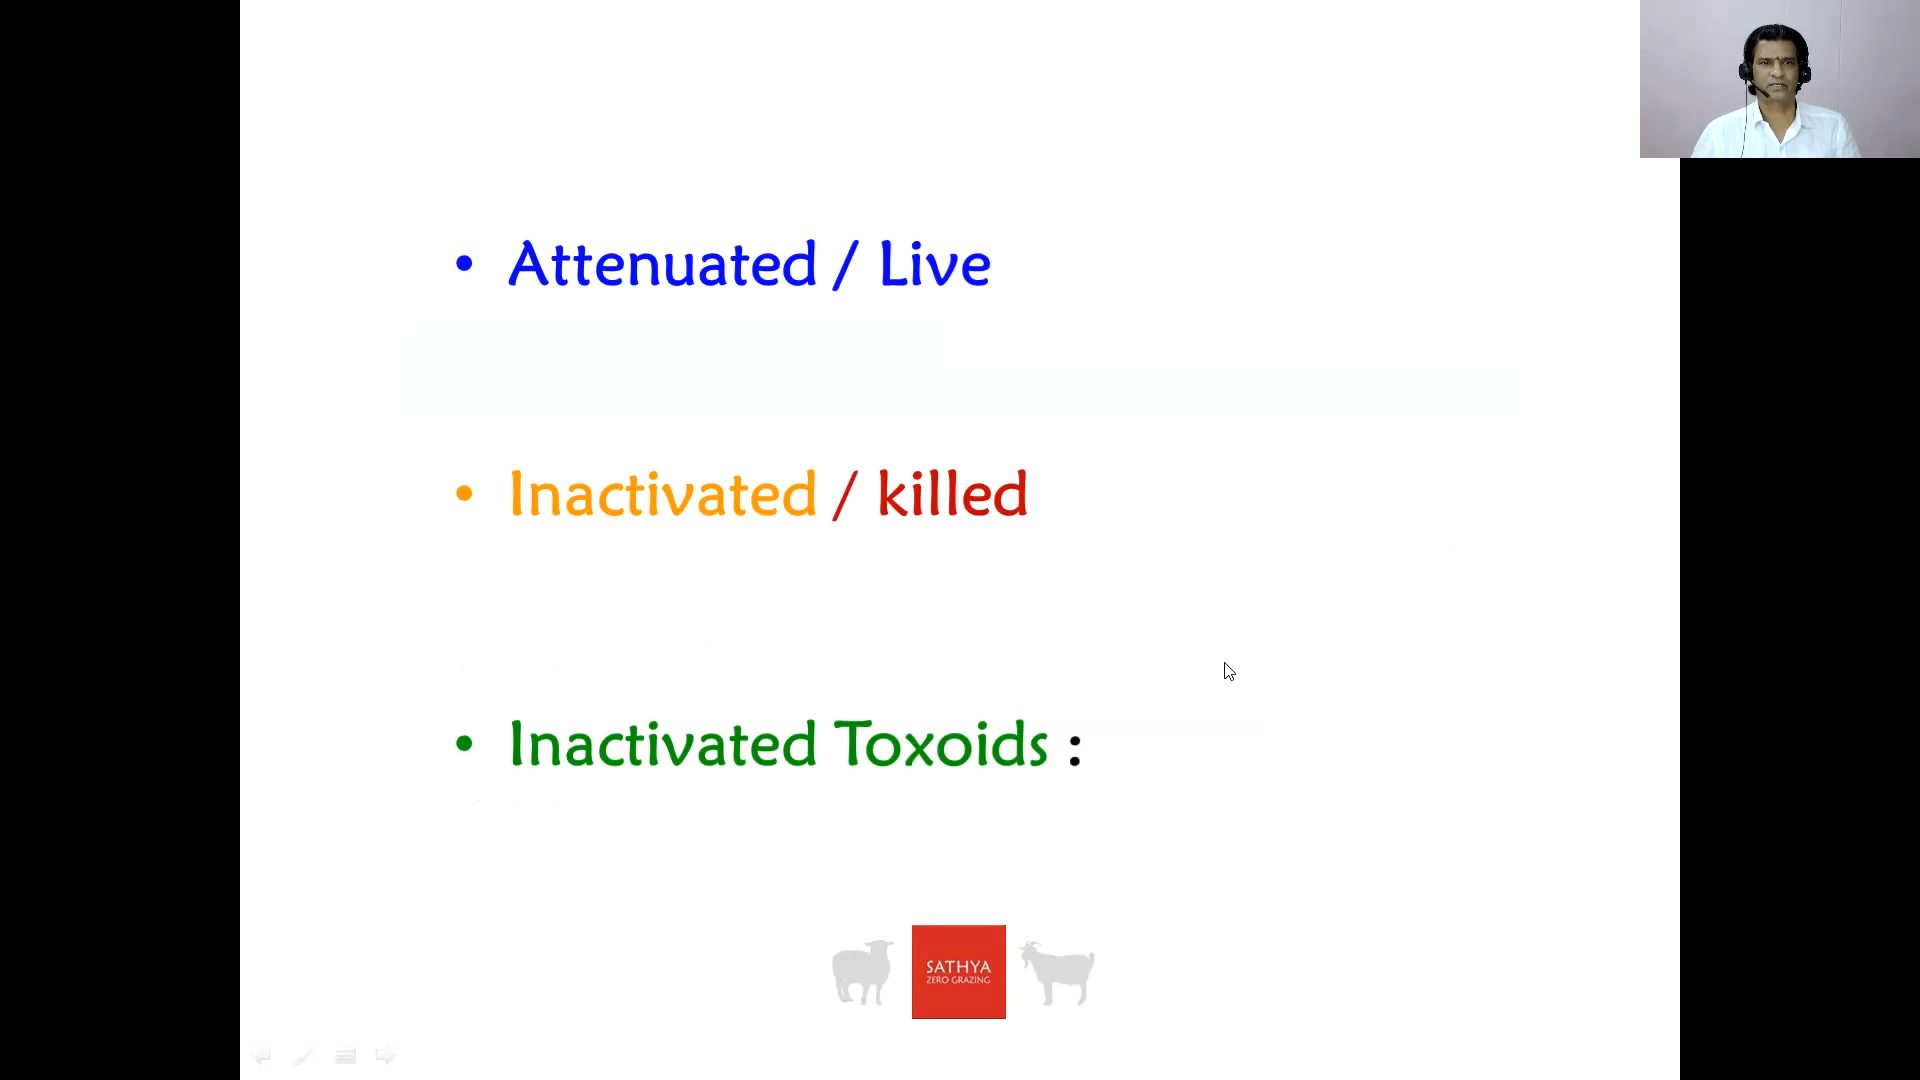 • Attenuated / Live
• Inactivated / killed
• Inactivated Toxoids :
SATHYA
ZERO GRAZING